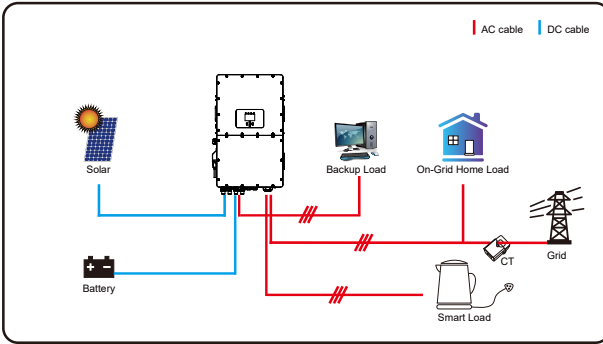 AC cable
DC cable
Solar
Backup Load
On-Grid Home Load
CT
Grid
Battery
Smart Load